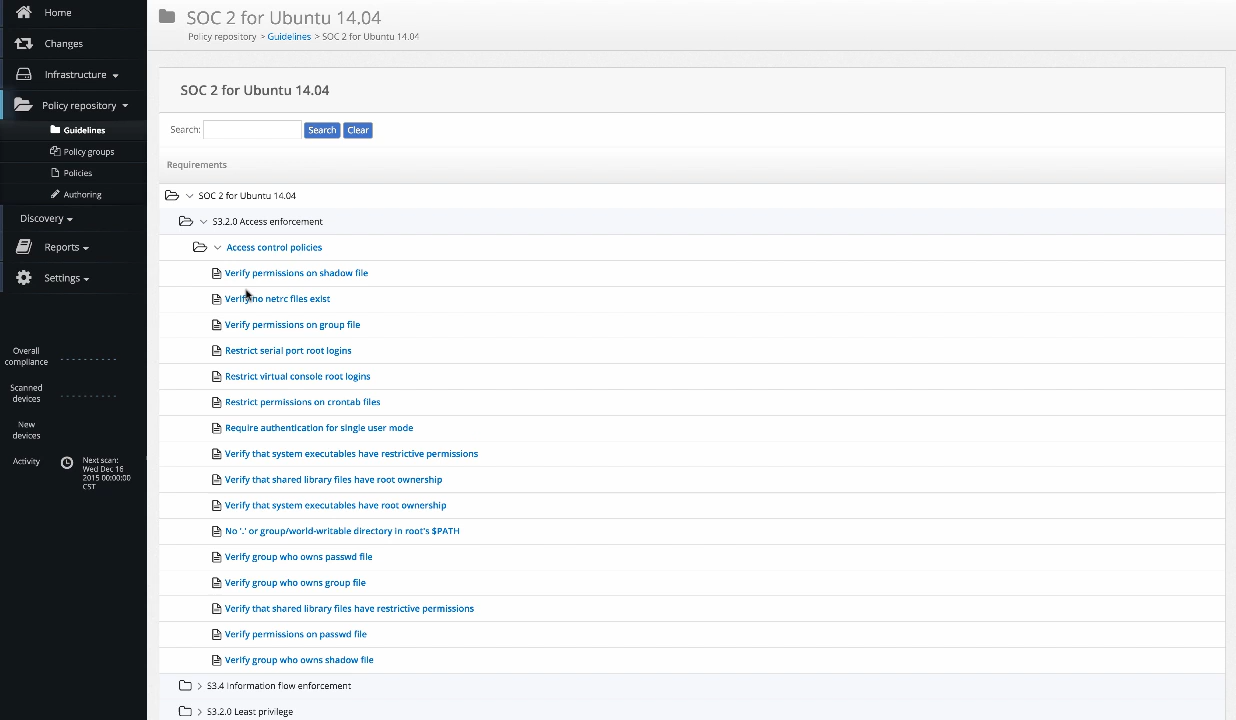 Home
Changes
Infrastructure
Policy repository
Guidelines
Policy groups
Policies
Authoring
Discovery
Reports
Settings
Overall
compliance
Scanned
devices
New
devices
Activity
Next scan:
Wed Dec 16
2015 00:00:00
CST
SOC 2 for Ubuntu 14.04
Policy repository > Guidelines > SOC 2 for Ubuntu 14.04
SOC 2 for Ubuntu 14.04
Search: Search Clear
Requirements
SOC 2 for Ubuntu 14.04
S3.2.0 Access enforcement
Access control policies
Verify permissions on shadow file
Verify no netrc files exist
Verify permissions on group file
Restrict serial port root logins
Restrict virtual console root logins
Restrict permissions on crontab files
Require authentication for single user mode
Verify that system executables have restrictive permissions
Verify that shared library files have root ownership
Verify that system executables have root ownership
No '.' or group/world-writable directory in root's $PATH
Verify group who owns passwd file
Verify group who owns group file
Verify that shared library files have restrictive permissions
Verify permissions on passwd file
Verify group who owns shadow file
S3.4 Information flow enforcement
S3.2.0 Least privilege